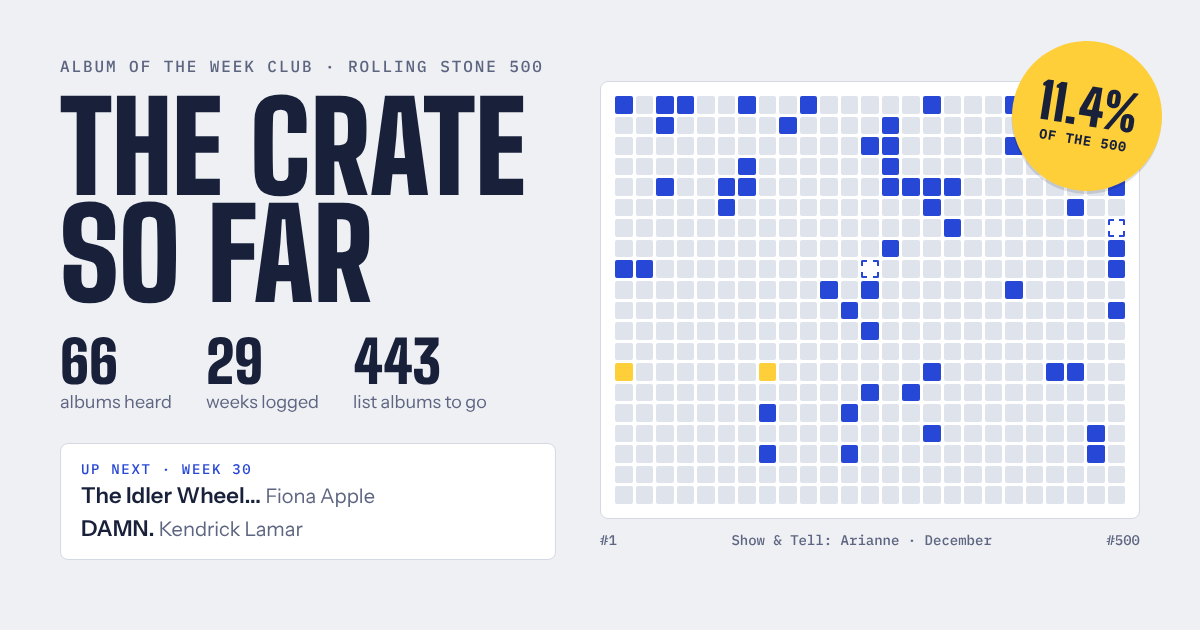 ALBUM OF THE WEEK CLUB · ROLLING STONE 500
THE CRATE
SO FAR
66
albums heard
29
weeks logged
443
list albums to go
UP NEXT · WEEK 30
The Idler Wheel... Fiona Apple
DAMN. Kendrick Lamar
11.4%
OF THE 500
#1
Show & Tell: Arianne · December
#500